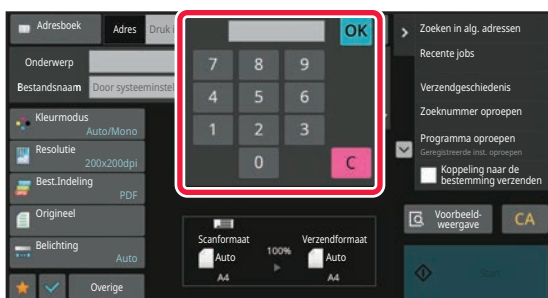 Adresboek
Adres
Druk
OK
Zoeken in alg. adressen
Recente jobs
Onderwerp
Bestandsnaam
Door systeeminstel
7 8 9
4 5 6
1 2 3
0 C
Verzendgeschiedenis
Zoeknummer oproepen
Programma oproepen
Geregistreerde inst. oproepen
Koppeling naar de
bestemming verzenden
Kleurmodus
Auto/Mono
Resolutie
200x200dpi
Best.Indeling
PDF
Origineel
Belichting
Auto
Overige
Scanformaat
Auto
A4
100%
Verzendformaat
Auto
A4
Voorbeeld-
weergave
CA
Start